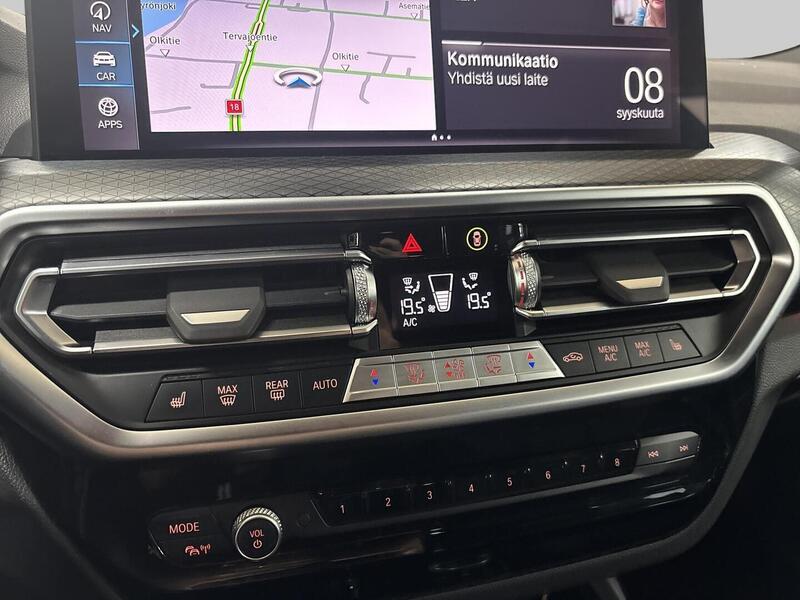 NAV
CAR
APPS
Olkitie
Tervajoentie
Olkitie
18
Kommunikaatio
Yhdistä uusi laite
08
syyskuuta
19.5°
19.5°
A/C
MAX
REAR
AUTO
MENU
A/C
MAX
A/C
1
2
3
4
5
6
7
8
MODE
VOL